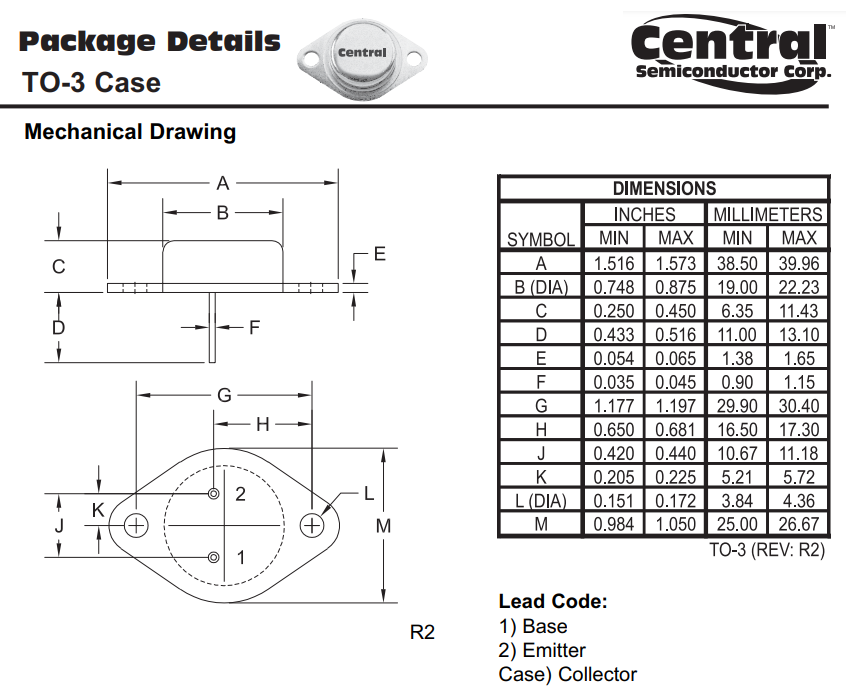 Package Details
Central
Central™
Semiconductor Corp.
TO-3 Case
Mechanical Drawing
A
B
C
E
D
F
G
H
2
L
K
J
M
1
R2
DIMENSIONS
SYMBOL INCHES MILLIMETERS
MIN MAX MIN MAX
A 1.516 1.573 38.50 39.96
B (DIA) 0.748 0.875 19.00 22.23
C 0.250 0.450 6.35 11.43
D 0.433 0.516 11.00 13.10
E 0.054 0.065 1.38 1.65
F 0.035 0.045 0.90 1.15
G 1.177 1.197 29.90 30.40
H 0.650 0.681 16.50 17.30
J 0.420 0.440 10.67 11.18
K 0.205 0.225 5.21 5.72
L (DIA) 0.151 0.172 3.84 4.36
M 0.984 1.050 25.00 26.67
TO-3 (REV: R2)
Lead Code:
1) Base
2) Emitter
Case) Collector